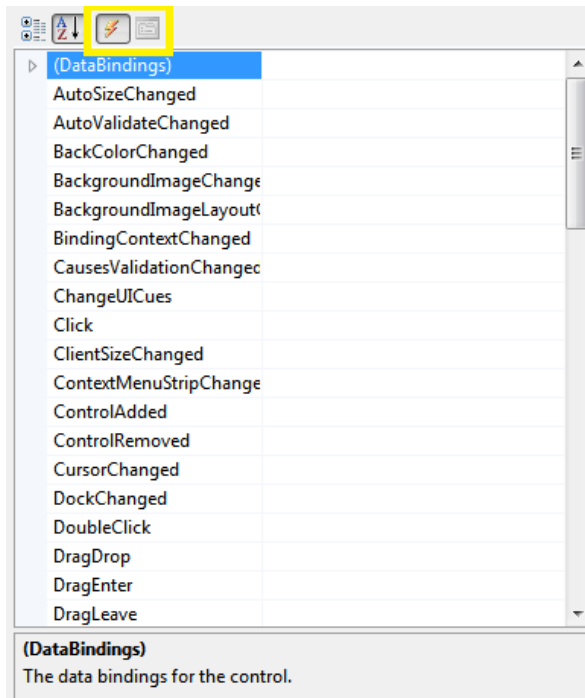 A
Z
(DataBindings)
AutoSizeChanged
AutoValidateChanged
BackColorChanged
BackgroundImageChange
BackgroundImageLayout(
BindingContextChanged
CausesValidationChanged
ChangeUICues
Click
ClientSizeChanged
ContextMenuStripChange
ControlAdded
ControlRemoved
CursorChanged
DockChanged
DoubleClick
DragDrop
DragEnter
DragLeave
(DataBindings)
The data bindings for the control.